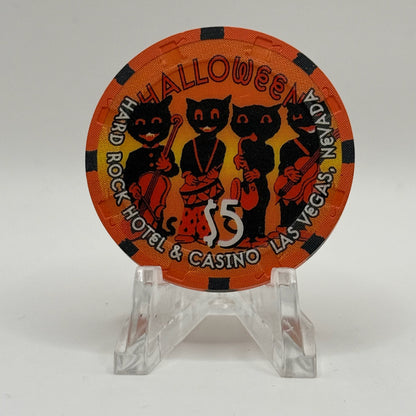 HALLOWEEN
HARD ROCK HOTEL & CASINO LAS VEGAS, NEVADA
$5